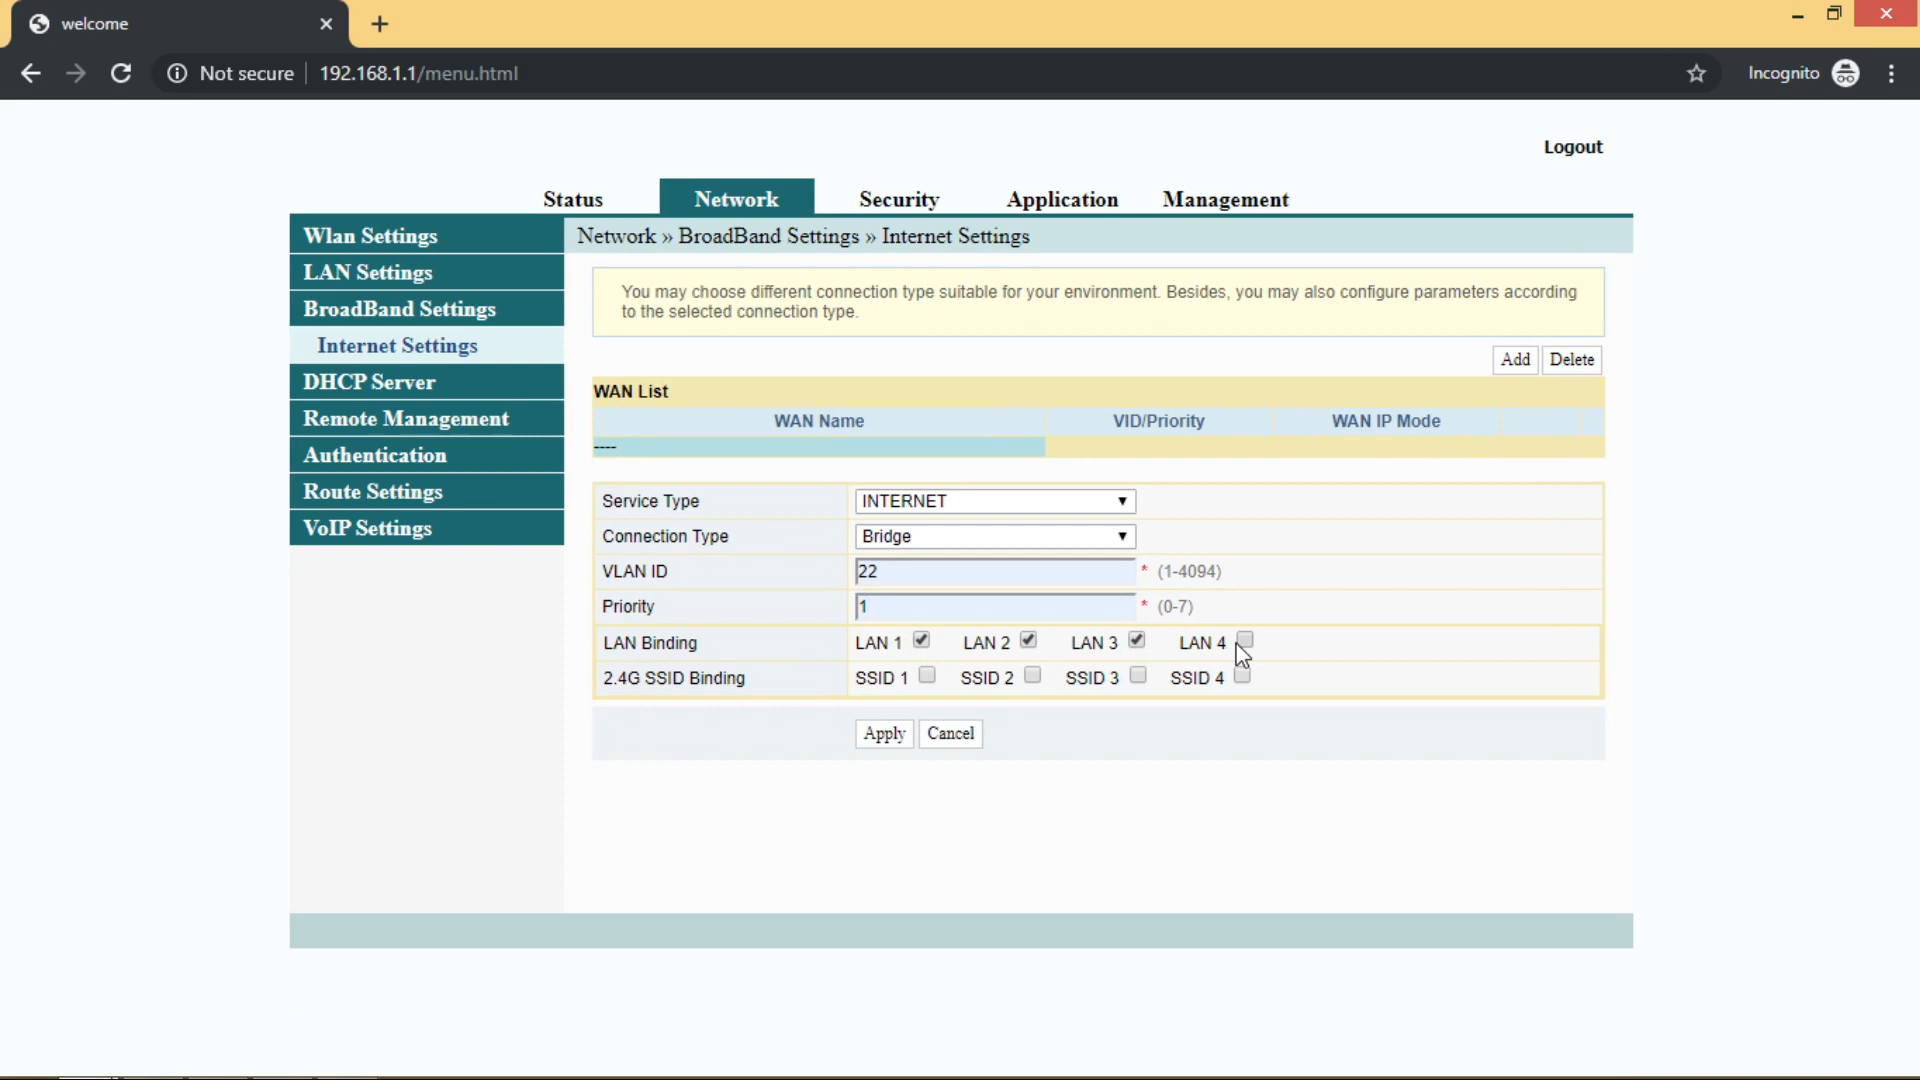 welcome
Not secure 192.168.1.1/menu.html Incognito
Logout
Status Network Security Application Management
Wlan Settings
LAN Settings
BroadBand Settings
Internet Settings
DHCP Server
Remote Management
Authentication
Route Settings
VoIP Settings
Network » BroadBand Settings » Internet Settings
You may choose different connection type suitable for your environment. Besides, you may also configure parameters according
to the selected connection type.
Add Delete
WAN List
WAN Name VID/Priority WAN IP Mode
----
Service Type INTERNET
Connection Type Bridge
VLAN ID 22 * (1-4094)
Priority 1 * (0-7)
LAN Binding LAN 1 LAN 2 LAN 3 LAN 4
2.4G SSID Binding SSID 1 SSID 2 SSID 3 SSID 4
Apply Cancel